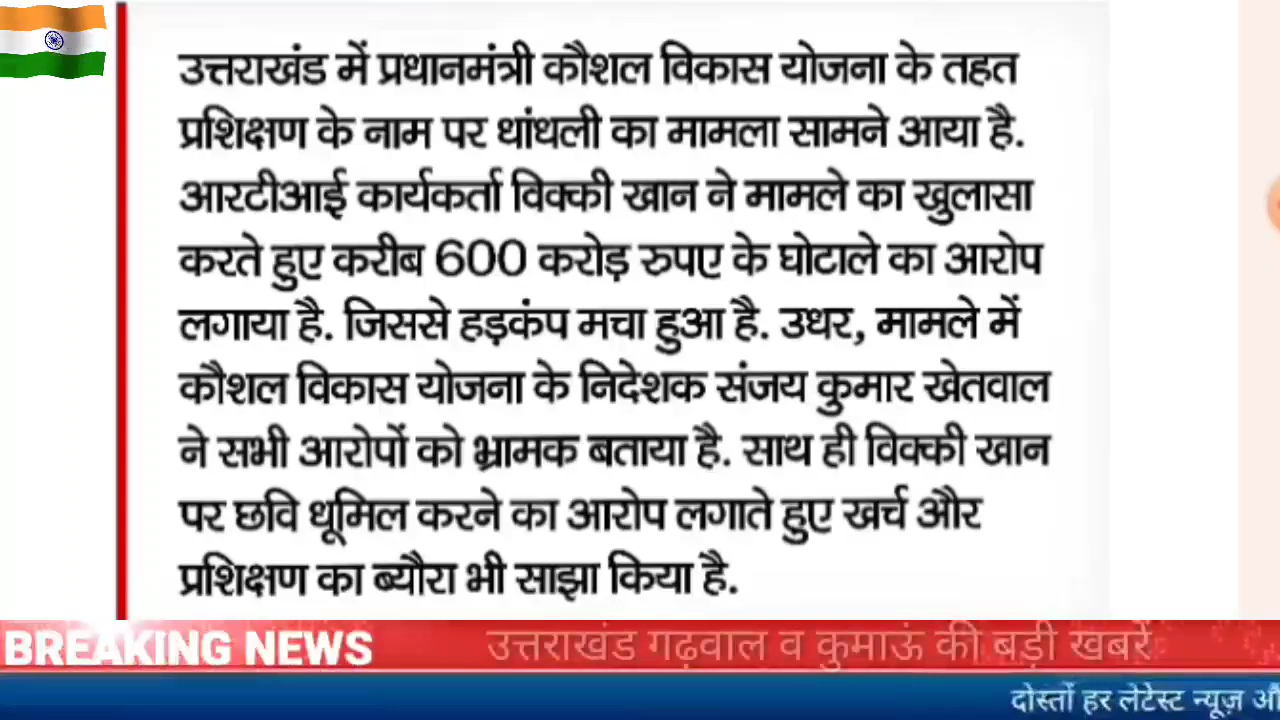 उत्तराखंड में प्रधानमंत्री कौशल विकास योजना के तहत
प्रशिक्षण के नाम पर धांधली का मामला सामने आया है.
आरटीआई कार्यकर्ता विक्की खान ने मामले का खुलासा
करते हुए करीब 600 करोड़ रुपए के घोटाले का आरोप
लगाया है. जिससे हड़कंप मचा हुआ है. उधर, मामले में
कौशल विकास योजना के निदेशक संजय कुमार खेतवाल
ने सभी आरोपों को भ्रामक बताया है. साथ ही विक्की खान
पर छवि धूमिल करने का आरोप लगाते हुए खर्च और
प्रशिक्षण का ब्यौरा भी साझा किया है.
BREAKING NEWS उत्तराखंड गढ़वाल व कुमाऊं की बड़ी खबरें
दोस्तों हर लेटेस्ट न्यूज़